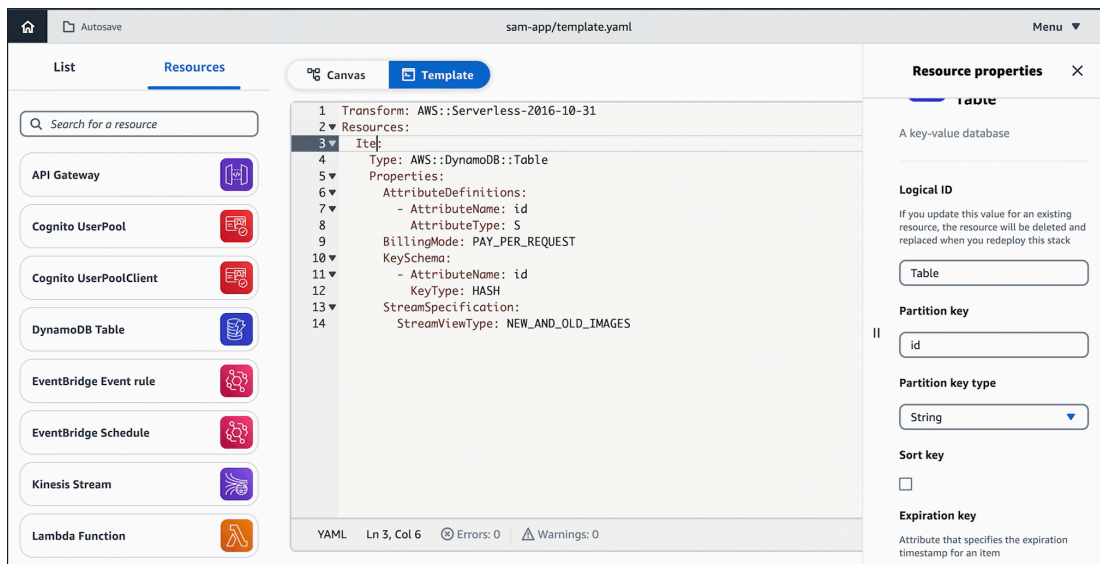 Autosave
sam-app/template.yaml
Menu ▼
List
Resources
Search for a resource
API Gateway
Cognito UserPool
Cognito UserPoolClient
DynamoDB Table
EventBridge Event rule
EventBridge Schedule
Kinesis Stream
Lambda Function
Canvas
Template
1 Transform: AWS::Serverless-2016-10-31
2 Resources:
3 Ite:
4 Type: AWS::DynamoDB::Table
5 Properties:
6 AttributeDefinitions:
7 - AttributeName: id
8 AttributeType: S
9 BillingMode: PAY_PER_REQUEST
10 KeySchema:
11 - AttributeName: id
12 KeyType: HASH
13 StreamSpecification:
14 StreamViewType: NEW_AND_OLD_IMAGES
YAML Ln 3, Col 6 Errors: 0 Warnings: 0
Resource properties
Table
A key-value database
Logical ID
If you update this value for an existing
resource, the resource will be deleted and
replaced when you redeploy this stack
Table
Partition key
id
Partition key type
String
Sort key
Expiration key
Attribute that specifies the expiration
timestamp for an item